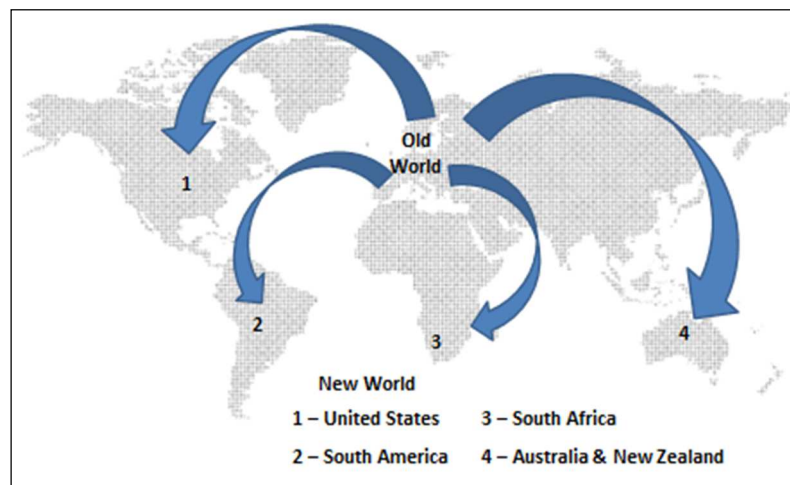 Old
World
1
2
3
4
New World
1 – United States
3 – South Africa
2 – South America
4 – Australia & New Zealand